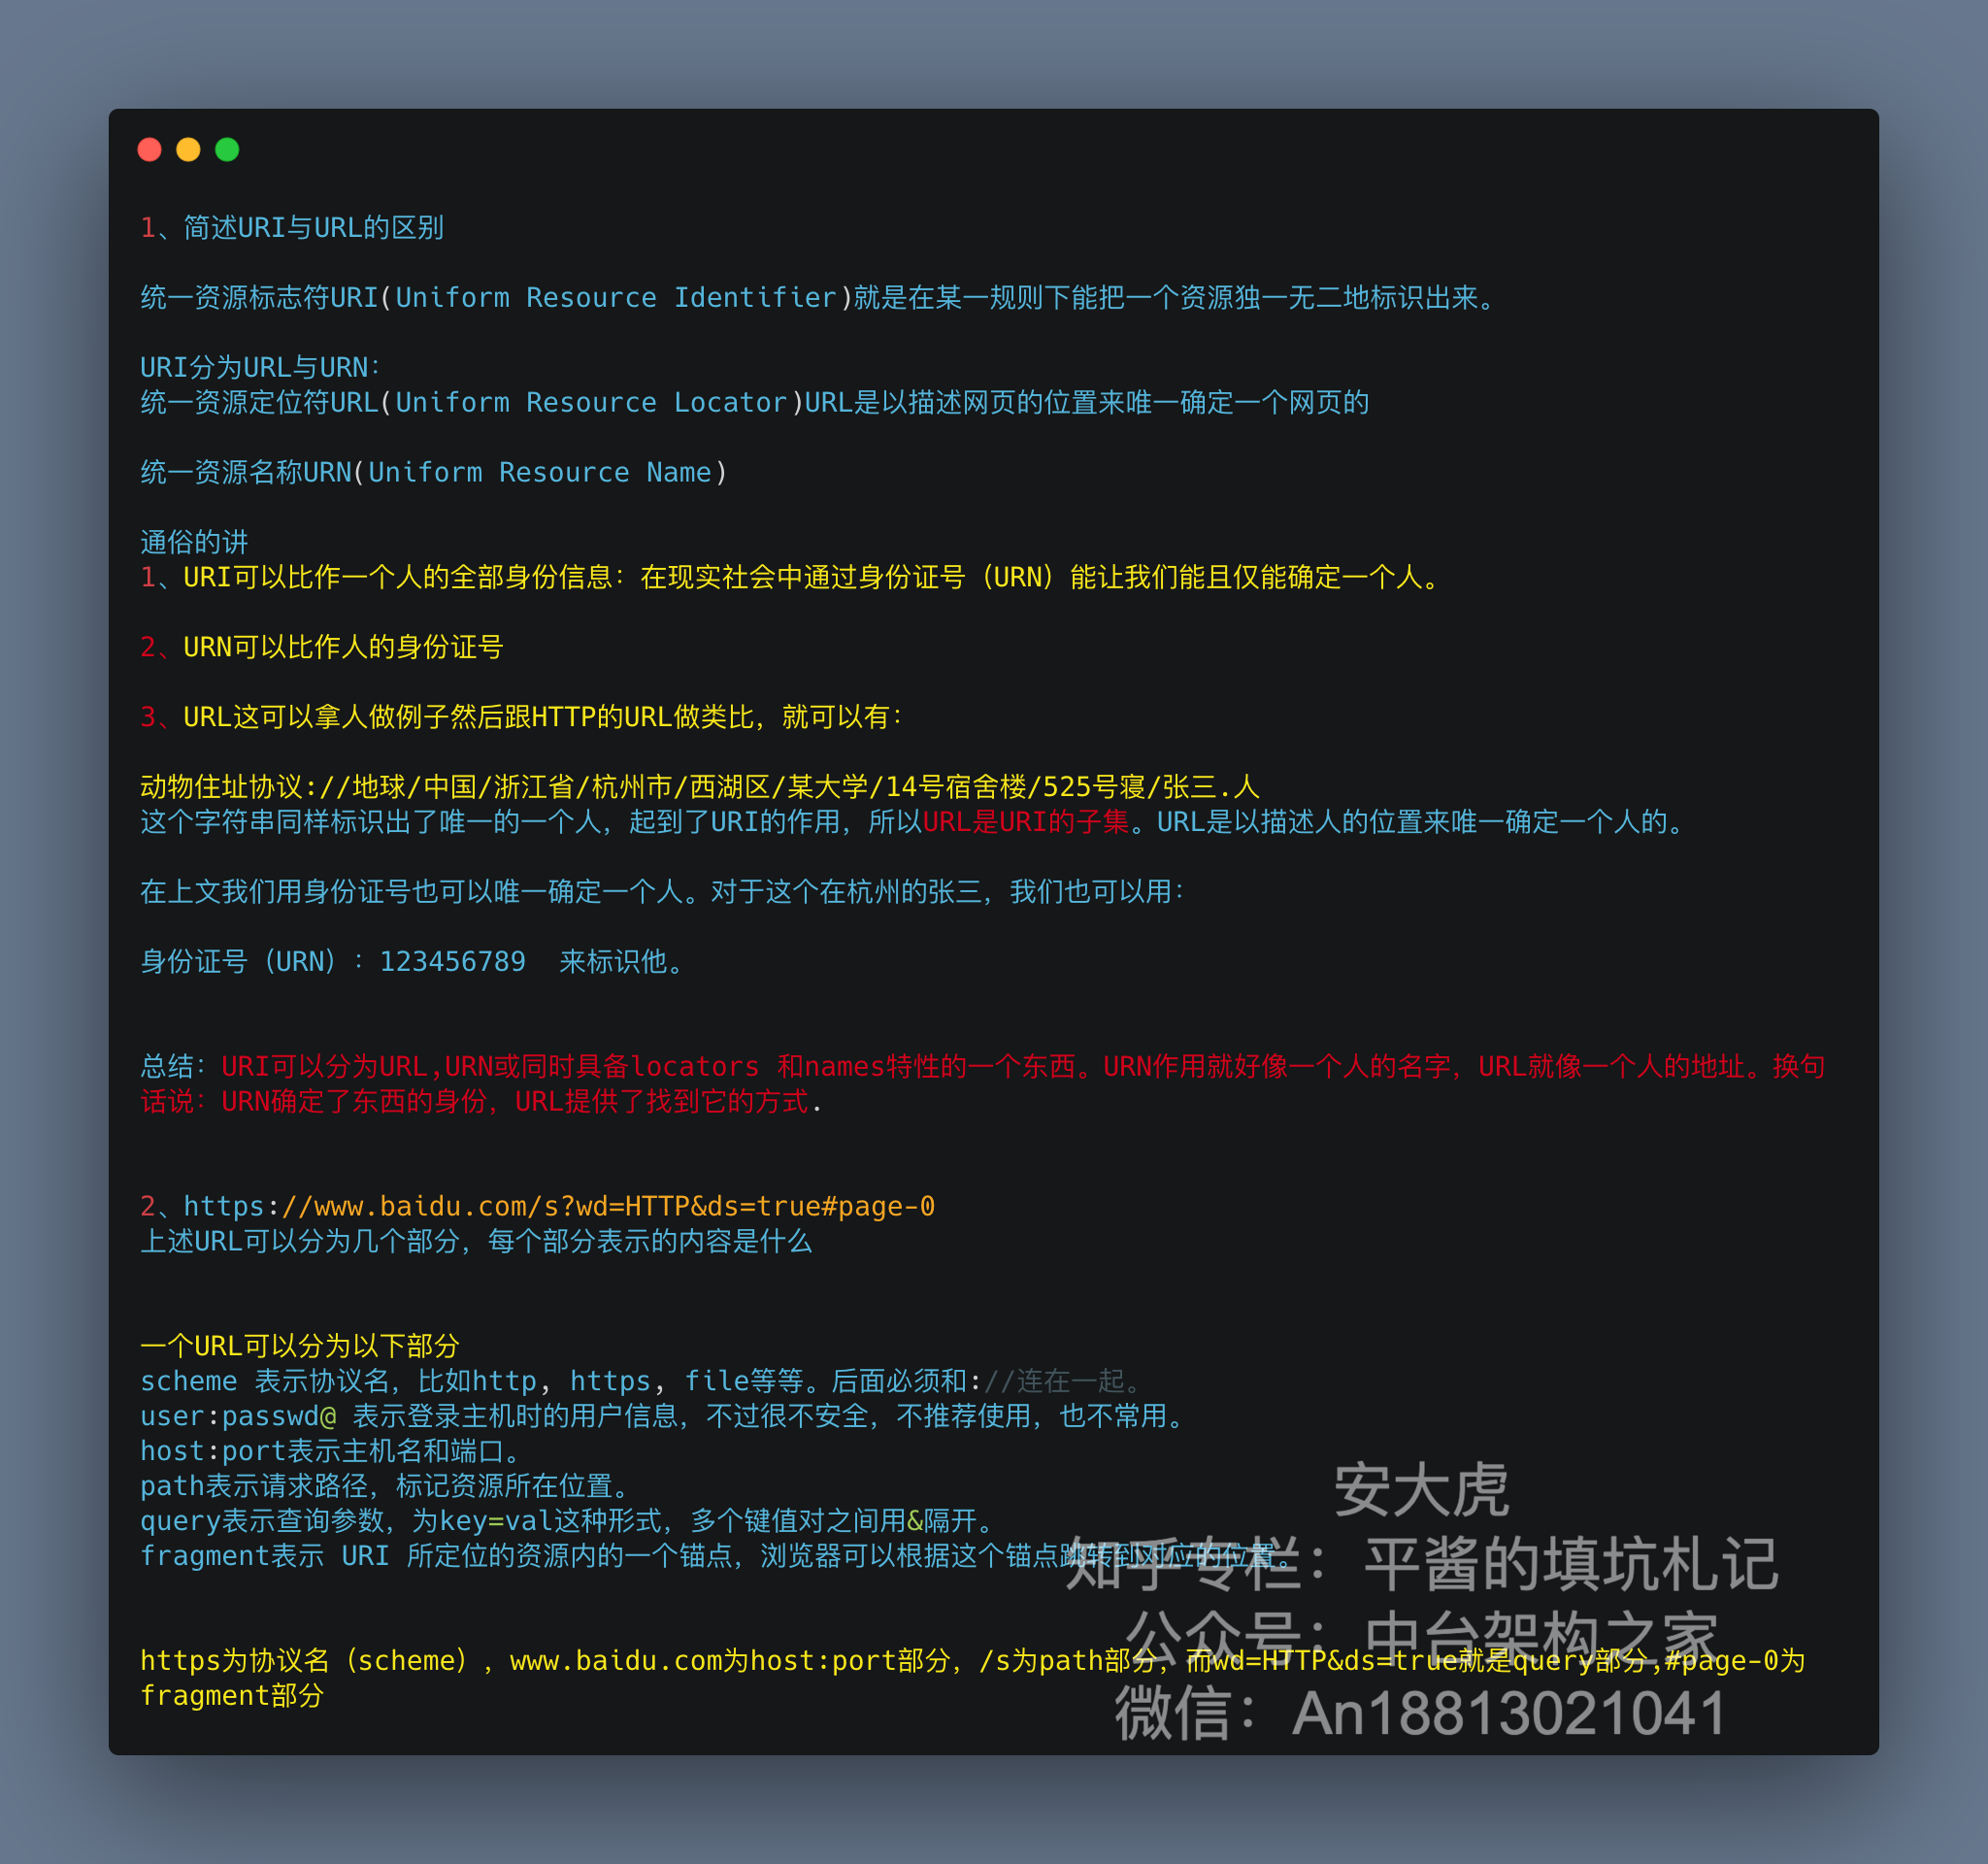 1、简述URI与URL的区别
统一资源标志符URI(Uniform Resource Identifier)就是在某一规则下能把一个资源独一无二地标识出来。
URI分为URL与URN：
统一资源定位符URL(Uniform Resource Locator)URL是以描述网页的位置来唯一确定一个网页的
统一资源名称URN(Uniform Resource Name)
通俗的讲
1、URI可以比作一个人的全部身份信息：在现实社会中通过身份证号（URN）能让我们能且仅能确定一个人。
2、URN可以比作人的身份证号
3、URL这可以拿人做例子然后跟HTTP的URL做类比，就可以有：
动物住址协议://地球/中国/浙江省/杭州市/西湖区/某大学/14号宿舍楼/525号寝/张三.人
这个字符串同样标识出了唯一的一个人，起到了URI的作用，所以URL是URI的子集。URL是以描述人的位置来唯一确定一个人的。
在上文我们用身份证号也可以唯一确定一个人。对于这个在杭州的张三，我们也可以用：
身份证号（URN）：123456789  来标识他。
总结：URI可以分为URL,URN或同时具备locators 和names特性的一个东西。URN作用就好像一个人的名字，URL就像一个人的地址。换句
话说：URN确定了东西的身份，URL提供了找到它的方式.
2、https://www.baidu.com/s?wd=HTTP&ds=true#page-0
上述URL可以分为几个部分，每个部分表示的内容是什么
一个URL可以分为以下部分
scheme 表示协议名，比如http, https, file等等。后面必须和://连在一起。
user:passwd@ 表示登录主机时的用户信息，不过很不安全，不推荐使用，也不常用。
host:port表示主机名和端口。
path表示请求路径，标记资源所在位置。
query表示查询参数，为key=val这种形式，多个键值对之间用&隔开。
fragment表示 URI 所定位的资源内的一个锚点，浏览器可以根据这个锚点跳转到对应的位置。
https为协议名（scheme），www.baidu.com为host:port部分，/s为path部分，而wd=HTTP&ds=true就是query部分,#page-0为
fragment部分
安大虎
知乎专栏：平酱的填坑札记
公众号：中台架构之家
微信：An18813021041